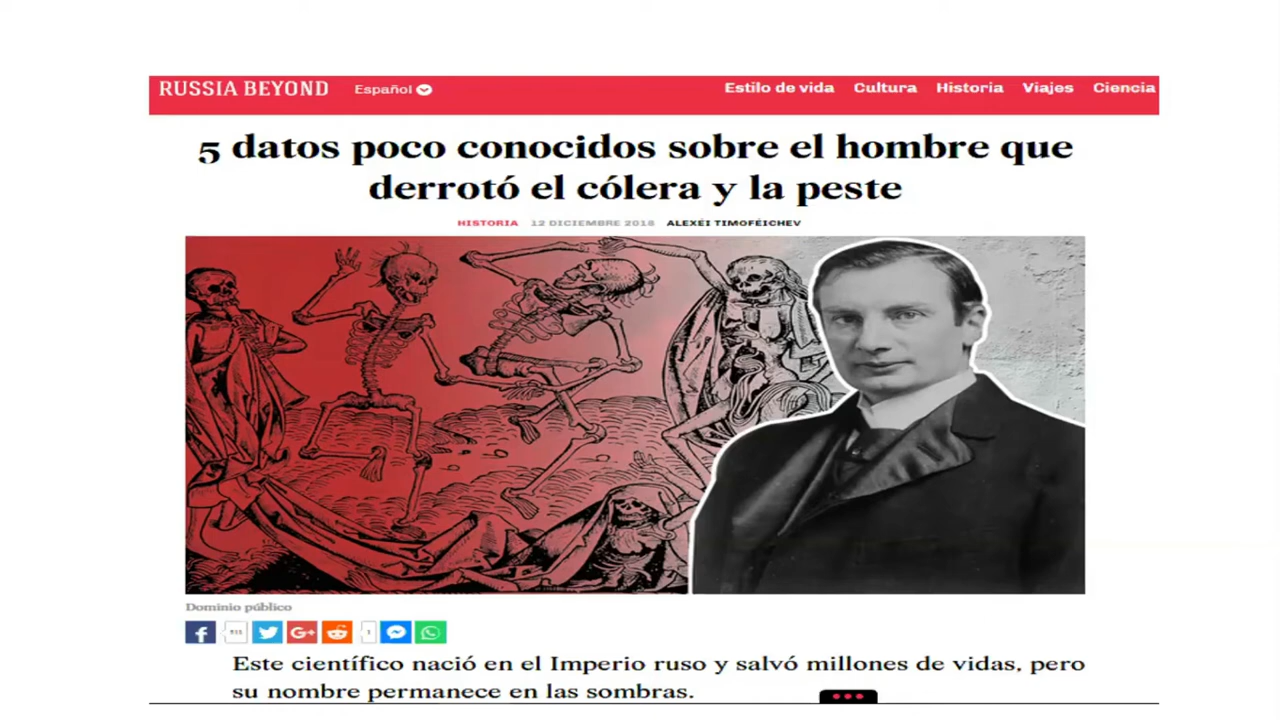 RUSSIA BEYOND Español Estilo de vida Cultura Historia Viajes Ciencia
5 datos poco conocidos sobre el hombre que
derrotó el cólera y la peste
HISTORIA 12 DICIEMBRE 2018 ALEXÉI TIMOFÉICHEV
Dominio público
f G+ 1
Este científico nació en el Imperio ruso y salvó millones de vidas, pero
su nombre permanece en las sombras.